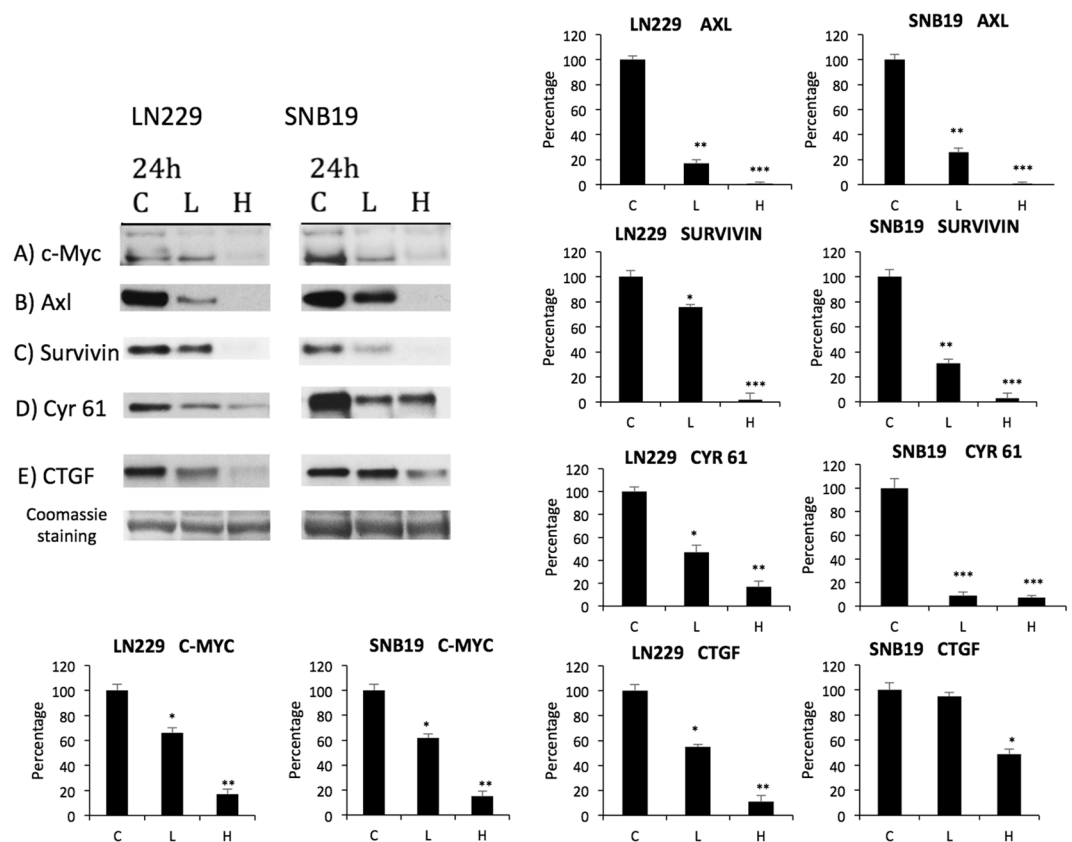 LN229 SNB19
24h 24h
C L H C L H
A) c-Myc
B) Axl
C) Survivin
D) Cyr 61
E) CTGF
Coomassie
staining
LN229 AXL
Percentage
120
100
80
60
40
20
0
**
***
C L H
SNB19 AXL
Percentage
120
100
80
60
40
20
0
**
***
C L H
LN229 SURVIVIN
Percentage
120
100
80
60
40
20
0
*
***
C L H
SNB19 SURVIVIN
Percentage
120
100
80
60
40
20
0
**
***
C L H
LN229 CYR 61
Percentage
120
100
80
60
40
20
0
*
**
C L H
SNB19 CYR 61
Percentage
120
100
80
60
40
20
0
***
***
C L H
LN229 C-MYC
Percentage
120
100
80
60
40
20
0
*
**
C L H
SNB19 C-MYC
Percentage
120
100
80
60
40
20
0
*
**
C L H
LN229 CTGF
Percentage
120
100
80
60
40
20
0
*
**
C L H
SNB19 CTGF
Percentage
120
100
80
60
40
20
0
*
C L H